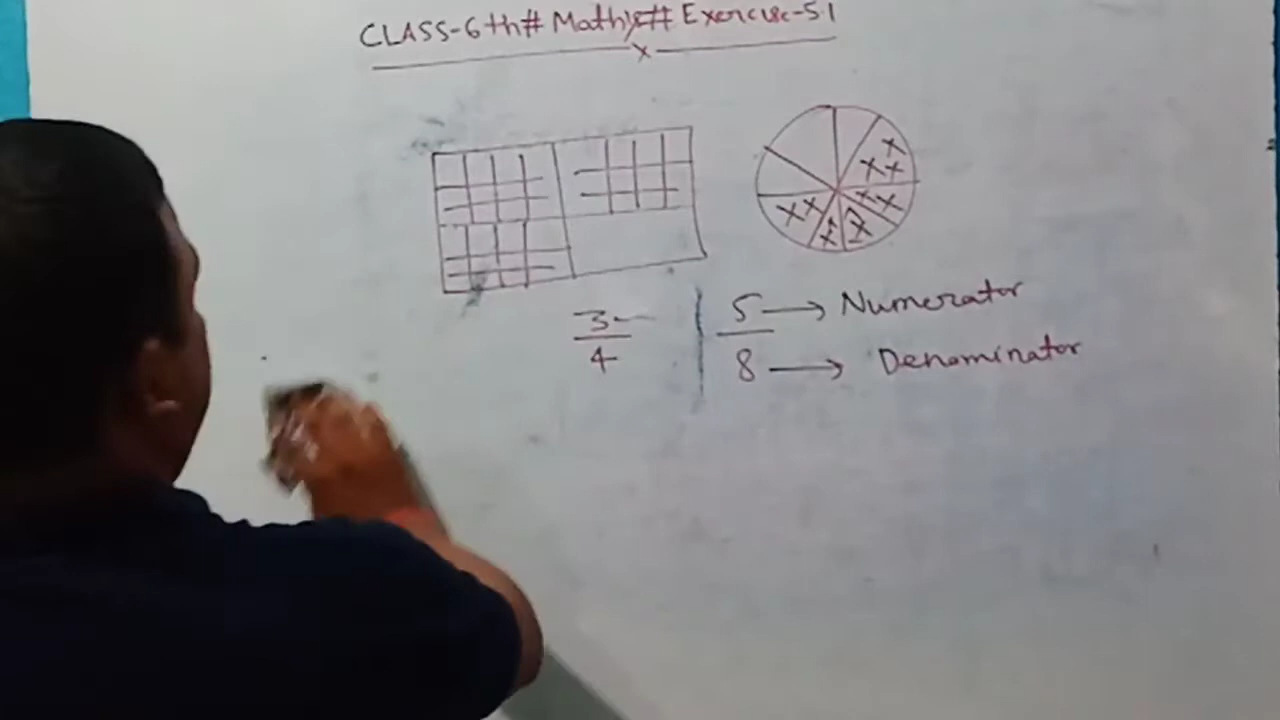 CLASS-6th# Maths# Exercise-5.1
x
3
4
5 → Numerator
8 → Denominator